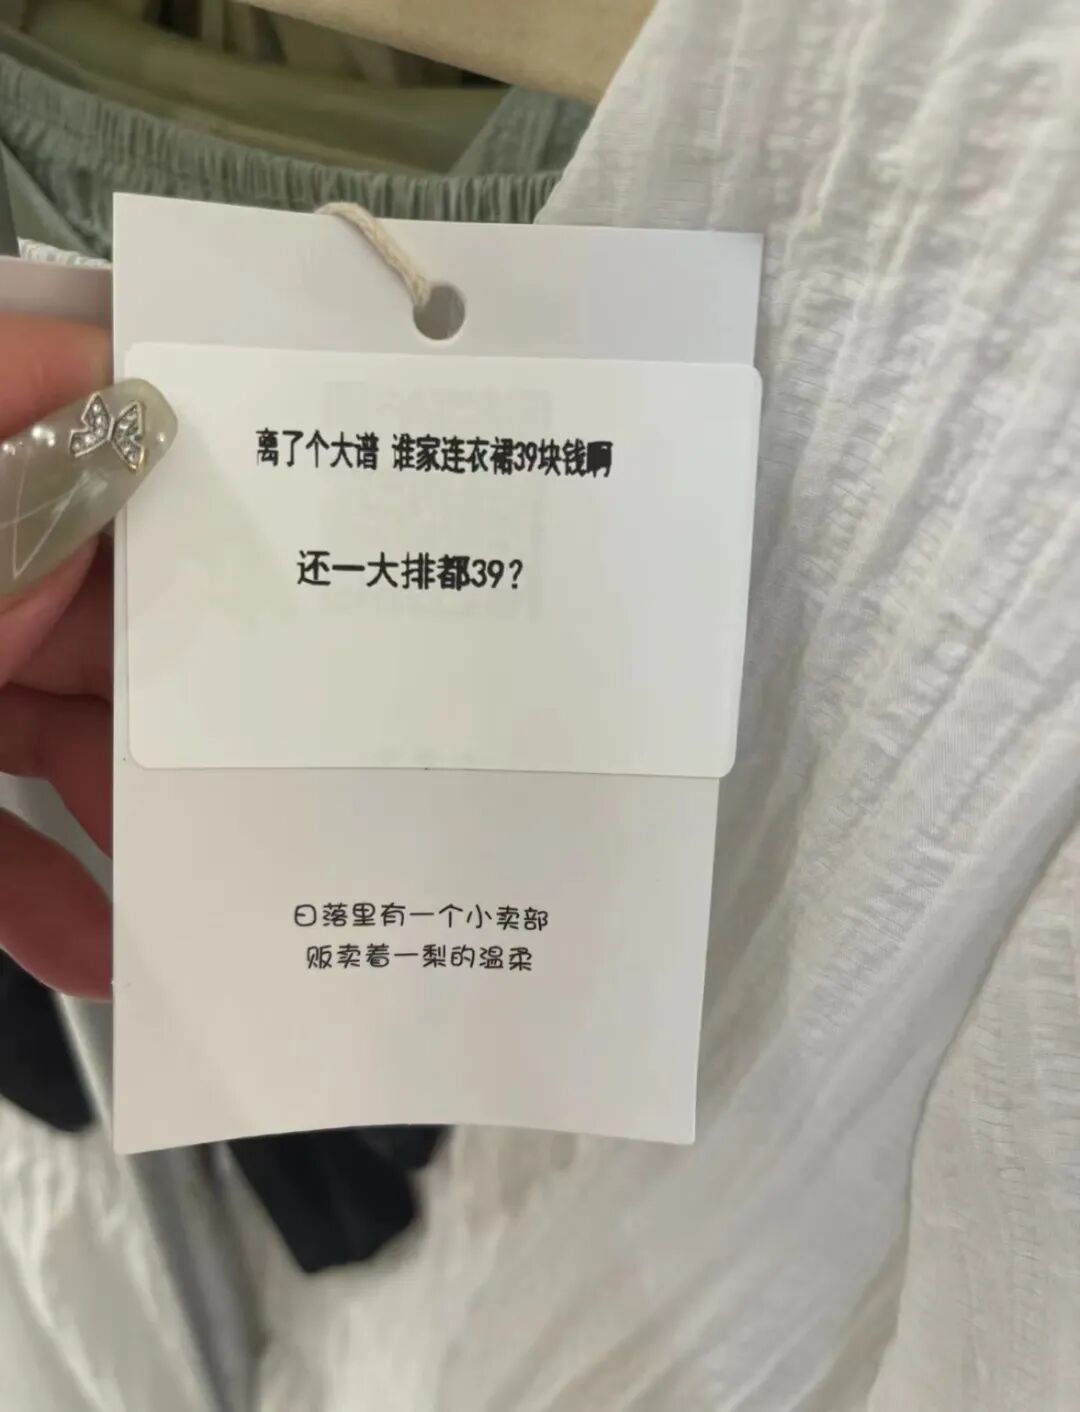 离了个大谱 谁家连衣裙39块钱啊
还一大排都39?
日落里有一个小卖部
贩卖着一梨的温柔